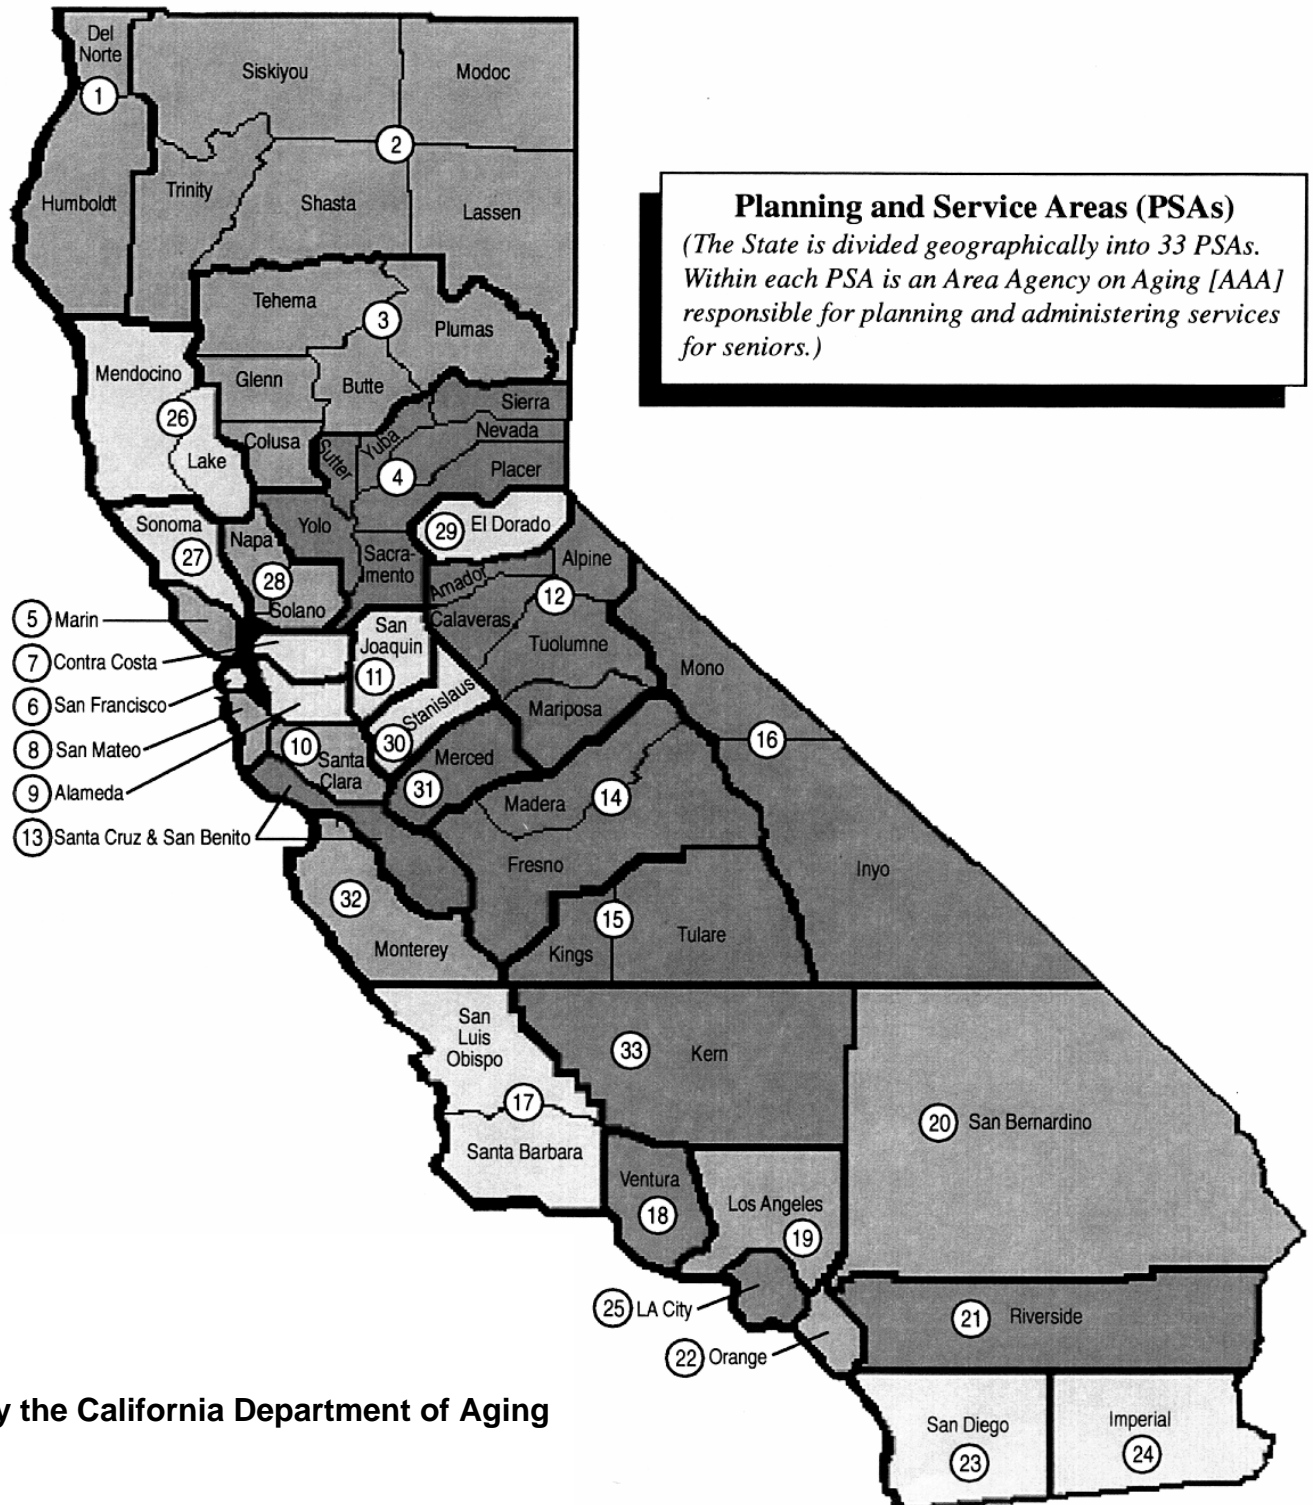 Del
Norte
1
Siskiyou
Modoc
2
Humboldt
Trinity
Shasta
Lassen
Planning and Service Areas (PSAs)
(The State is divided geographically into 33 PSAs.
Within each PSA is an Area Agency on Aging [AAA]
responsible for planning and administering services
for seniors.)
Tehema
3
Plumas
Mendocino
Glenn
Butte
26
Sierra
Colusa
Sutter
Yuba
Nevada
Lake
4
Placer
Sonoma
Napa
Yolo
29 El Dorado
27
Sacra-
mento
Alpine
28
Amador
12
Solano
5 Marin
Calaveras
San
Joaquin
Tuolumne
7 Contra Costa
11
Mono
6 San Francisco
Stanislaus
Mariposa
8 San Mateo
10
30
16
Santa
Clara
Merced
9 Alameda
31
Madera
14
13 Santa Cruz & San Benito
Fresno
Inyo
32
15
Monterey
Kings
Tulare
San
Luis
Obispo
33
Kern
17
20 San Bernardino
Santa Barbara
Ventura
18
Los Angeles
19
25 LA City
21 Riverside
22 Orange
y the California Department of Aging
San Diego
23
Imperial
24